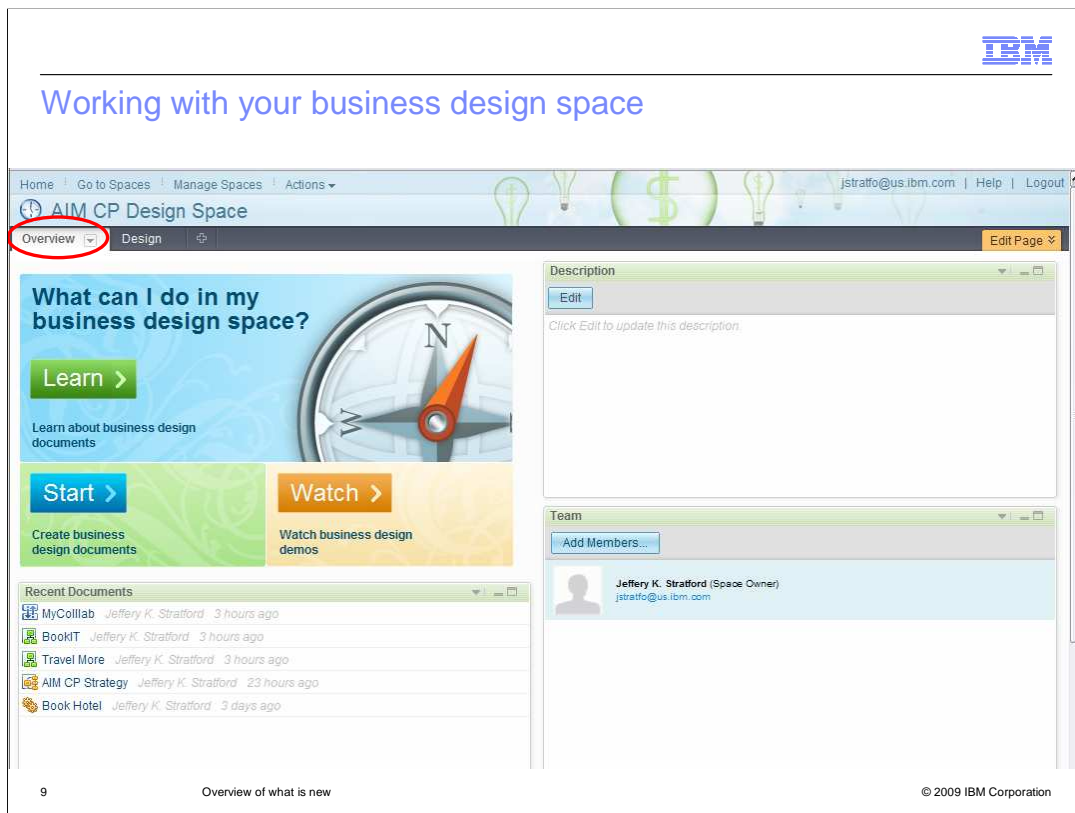 IBM
Working with your business design space
Home Go to Spaces Manage Spaces Actions
jstratfo@us.ibm.com | Help | Logout
AIM CP Design Space
Overview Design
Edit Page
What can I do in my
business design space?
N
W
Learn >
Learn about business design
documents
Start >
Create business
design documents
Watch >
Watch business design
demos
Recent Documents
MyColllab Jeffery K. Stratford 3 hours ago
BookIT Jeffery K. Stratford 3 hours ago
Travel More Jeffery K. Stratford 3 hours ago
AIM CP Strategy Jeffery K. Stratford 23 hours ago
Book Hotel Jeffery K. Stratford 3 days ago
Description
Edit
Click Edit to update this description.
Team
Add Members...
Jeffery K. Stratford (Space Owner)
jstratfo@us.ibm.com
9 Overview of what is new © 2009 IBM Corporation